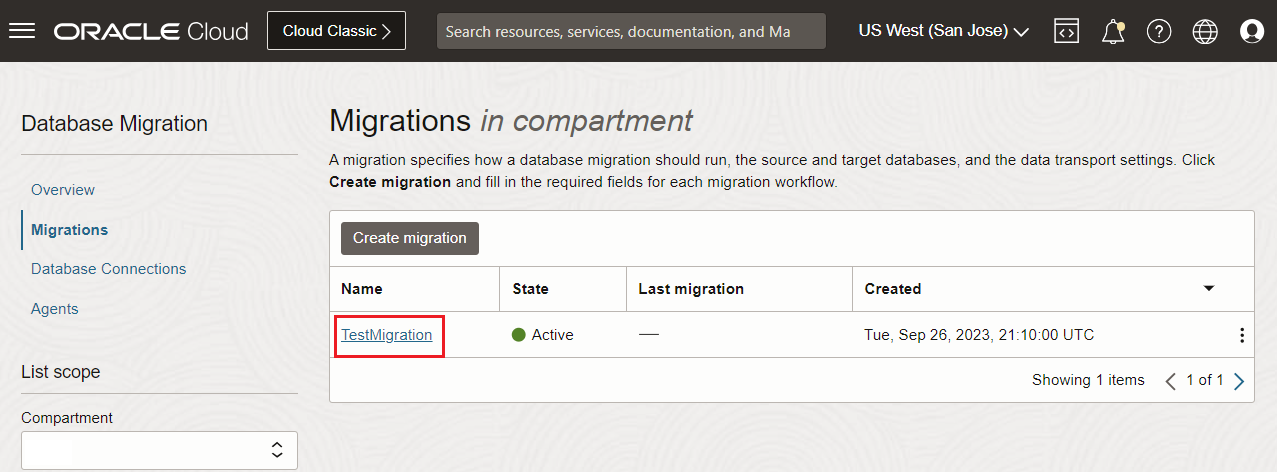 ORACLE Cloud
Cloud Classic
Search resources, services, documentation, and Ma
US West (San Jose)
Database Migration
Overview
Migrations
Database Connections
Agents
List scope
Compartment
Migrations in compartment
A migration specifies how a database migration should run, the source and target databases, and the data transport settings. Click
Create migration and fill in the required fields for each migration workflow.
Create migration
Name State Last migration Created
TestMigration Active — Tue, Sep 26, 2023, 21:10:00 UTC
Showing 1 items 1 of 1